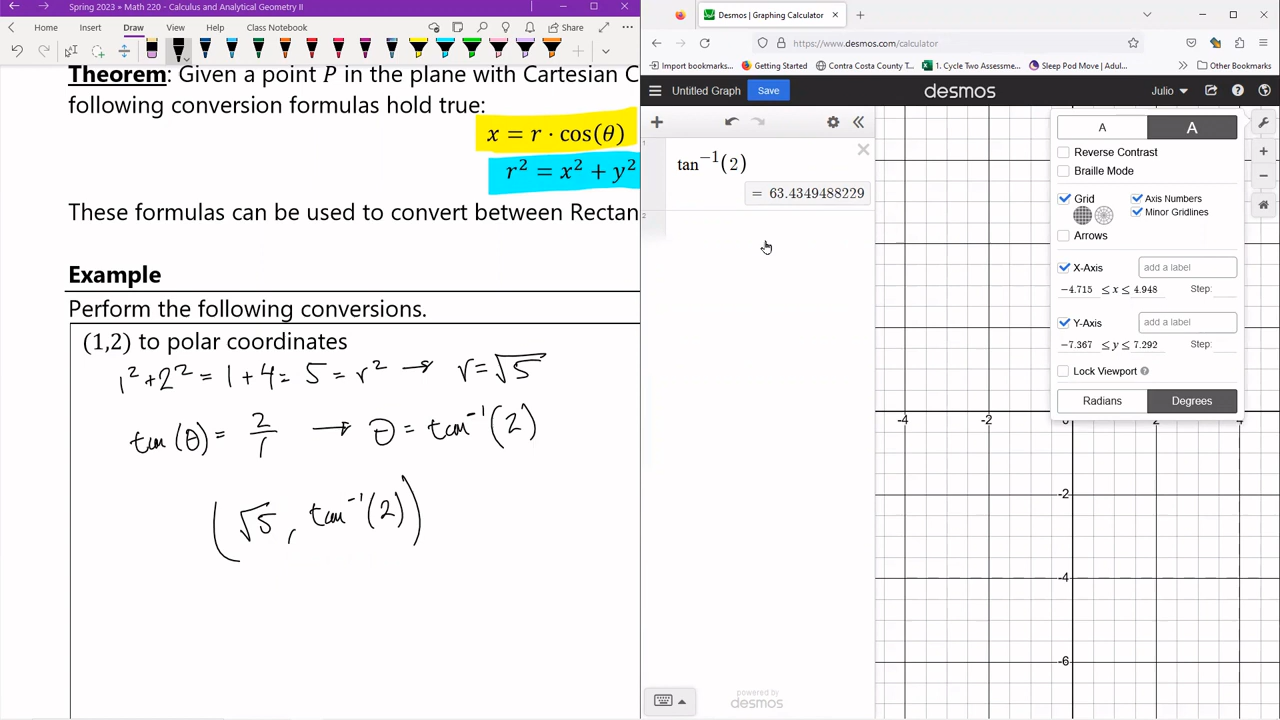 Spring 2023 » Math 220 - Calculus and Analytical Geometry II
Home Insert Draw View Help Class Notebook Share
Theorem: Given a point P in the plane with Cartesian C
following conversion formulas hold true:
x = r · cos(θ)
r² = x² + y²
These formulas can be used to convert between Rectan
Example
Perform the following conversions.
(1,2) to polar coordinates
1² + 2² = 1 + 4 = 5 = r² → r = √5
tan(θ) = 2/1 → θ = tan⁻¹(2)
(√5, tan⁻¹(2))
Desmos | Graphing Calculator
https://www.desmos.com/calculator
Import bookmarks... Getting Started Contra Costa County T... 1. Cycle Two Assessme... Sleep Pod Move | Adul... Other Bookmarks
Untitled Graph Save desmos Julio
1
tan⁻¹(2)
= 63.4349488229
2
powered by
desmos
A A
Reverse Contrast
Braille Mode
Grid Axis Numbers
Minor Gridlines
Arrows
X-Axis add a label
−4.715 ≤ x ≤ 4.948 Step:
Y-Axis add a label
−7.367 ≤ y ≤ 7.292 Step:
Lock Viewport
Radians Degrees
-4 -2 2 4
-2
-4
-6